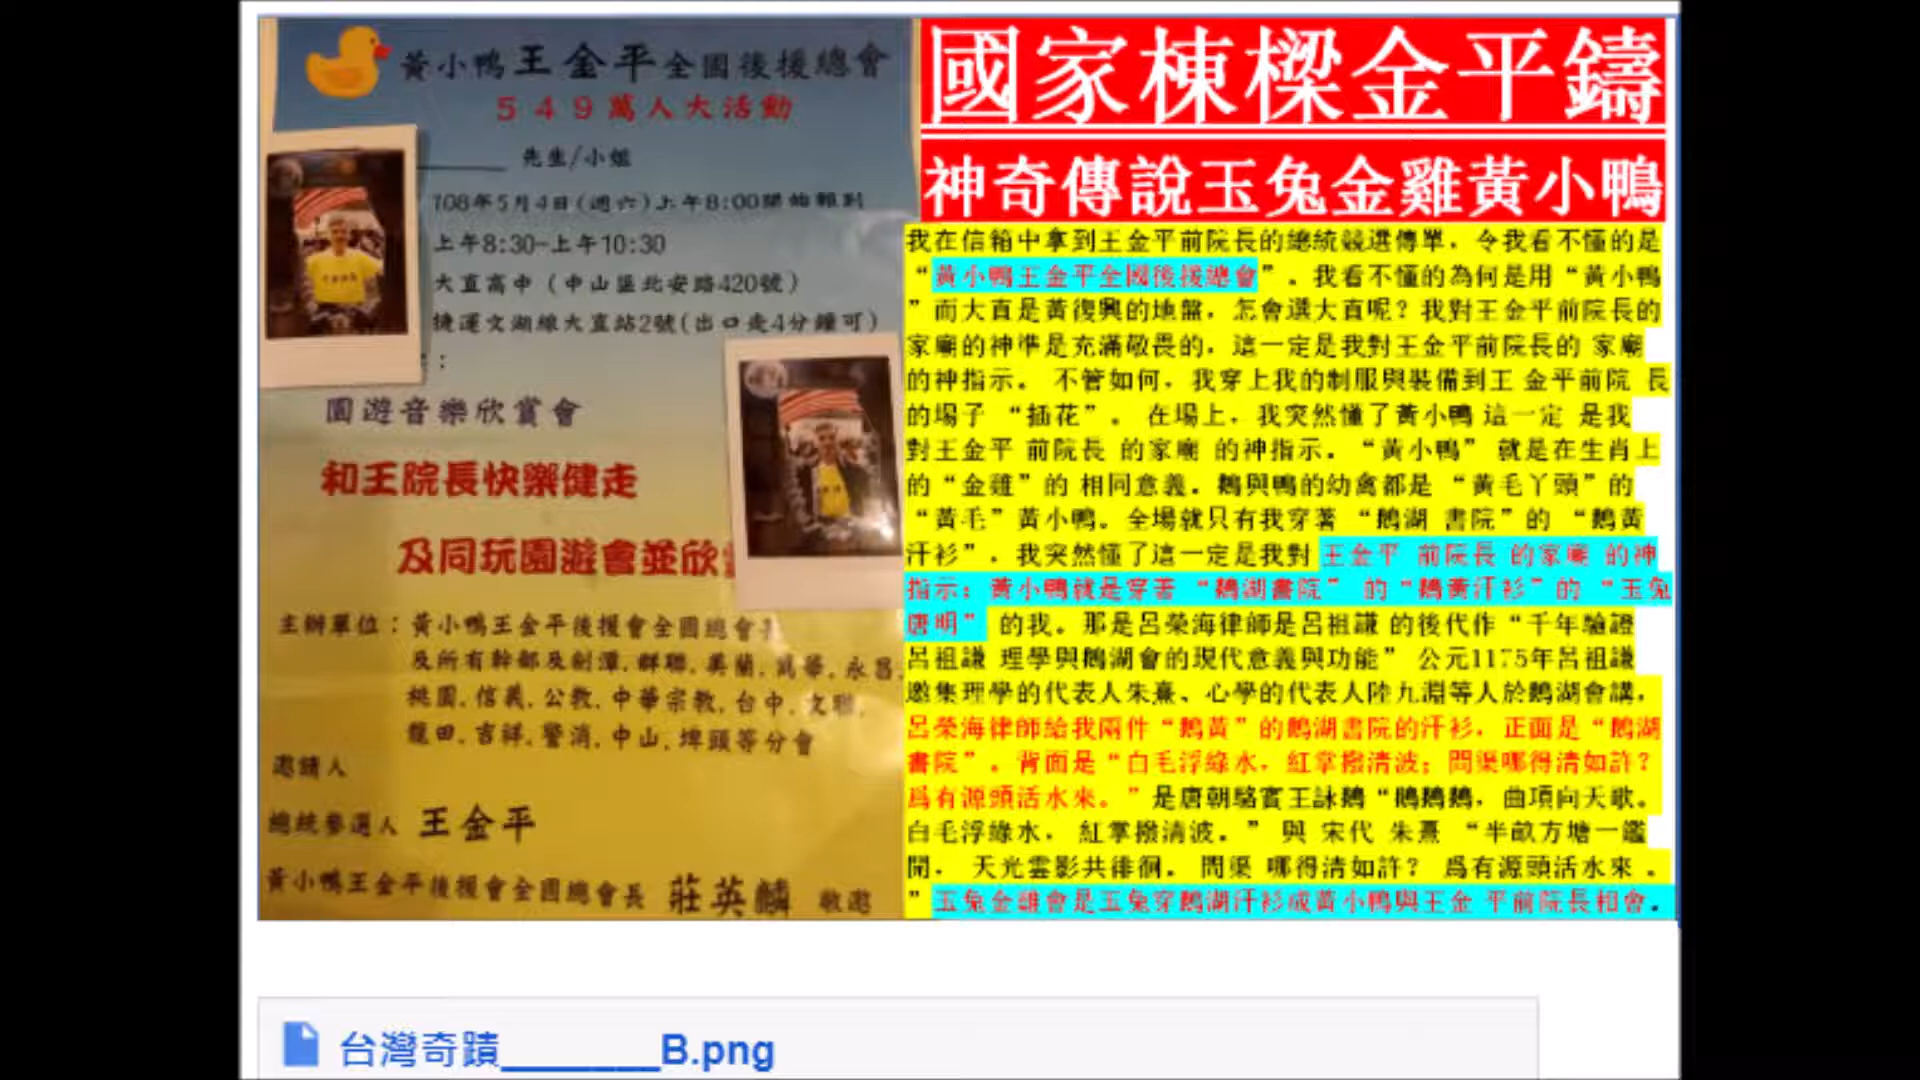 黃小鴨王金平全國後援總會
549萬人大活動
先生/小姐
108年5月4日(週六)上午8:00開始報到
上午8:30-上午10:30
大直高中(中山區北安路420號)
捷運文湖線大直站2號(出口走4分鐘可)
:
園遊音樂欣賞會
和王院長快樂健走
及同玩園遊會並欣
主辦單位:黃小鴨王金平後援會全國總會
及所有幹部及劍潭.群聯.美蘭.萬華.永昌.
桃園.信義.公教.中華宗教.台中.文聯.
龍田.吉祥.警消.中山.埤頭等分會
邀請人
總統參選人 王金平
黃小鴨王金平後援會全國總會長 莊英麟 敬邀
國家棟樑金平鑄
神奇傳說玉兔金雞黃小鴨
我在信箱中拿到王金平前院長的總統競選傳單,令我看不懂的是
“黃小鴨王金平全國後援總會”。我看不懂的為何是用“黃小鴨
”而大直是黃復興的地盤,怎會選大直呢?我對王金平前院長的
家廟的神準是充滿敬畏的,這一定是我對王金平前院長的 家廟
的神指示。 不管如何,我穿上我的制服與裝備到王 金平前院 長
的場子 “插花”。 在場上,我突然懂了黃小鴨 這一定 是我
對王金平 前院長 的家廟 的神指示。“黃小鴨” 就是在生肖上
的“金雞”的 相同意義。鵝與鴨的幼禽都是 “黃毛丫頭”的
“黃毛”黃小鴨。全場就只有我穿著 “鵝湖 書院”的 “鵝黃
汗衫”,我突然懂了這一定是我對 王金平 前院長 的家廟 的神
指示:黃小鴨就是穿著 “鵝湖書院” 的“鵝黃汗衫”的 “玉兔
唐明” 的我。那是呂榮海律師是呂祖謙 的後代作“千年驗證
呂祖謙 理學與鵝湖會的現代意義與功能” 公元1175年呂祖謙
邀集理學的代表人朱熹、心學的代表人陸九淵等人於鵝湖會講,
呂榮海律師給我兩件“鵝黃”的鵝湖書院的汗衫,正面是“鵝湖
書院”。背面是“白毛浮綠水,紅掌撥清波;問渠哪得清如許?
爲有源頭活水來。”是唐朝駱賓王詠鵝“鵝鵝鵝,曲項向天歌。
白毛浮綠水, 紅掌撥清波。” 與 宋代 朱熹 “半畝方塘一鑑
開, 天光雲影共徘徊。 問渠 哪得清如許? 爲有源頭活水來 。
”玉兔金雞會是玉兔穿鵝湖汗衫成黃小鴨與王金 平前院長相會。
台灣奇蹟_______B.png